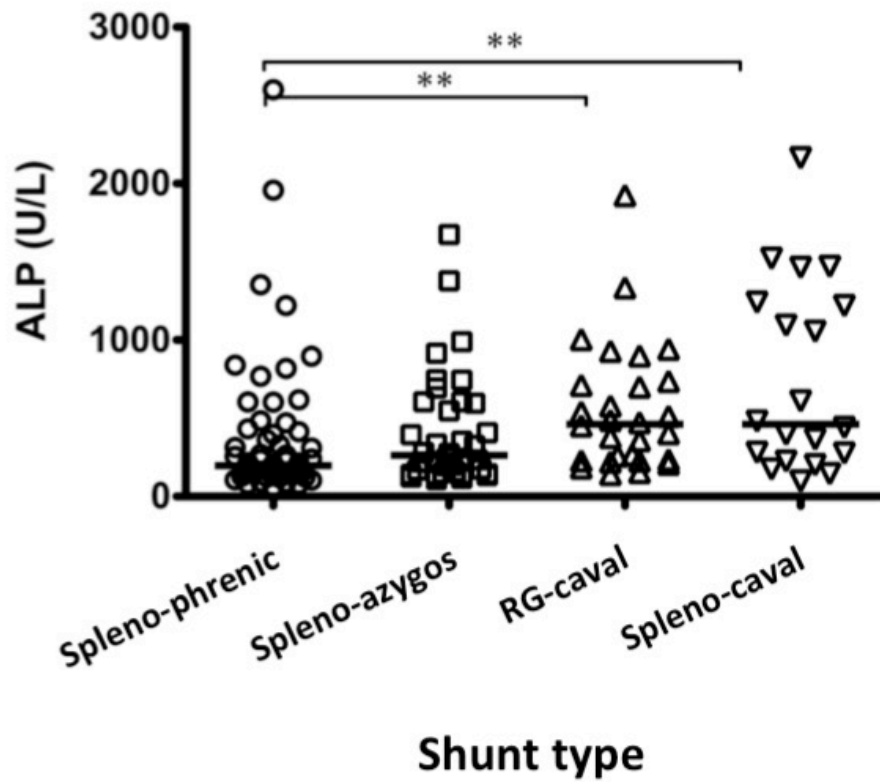 3000
**
**
2000
1000
0
ALP (U/L)
Spleno-phrenic
Spleno-azygos
RG-caval
Spleno-caval
Shunt type